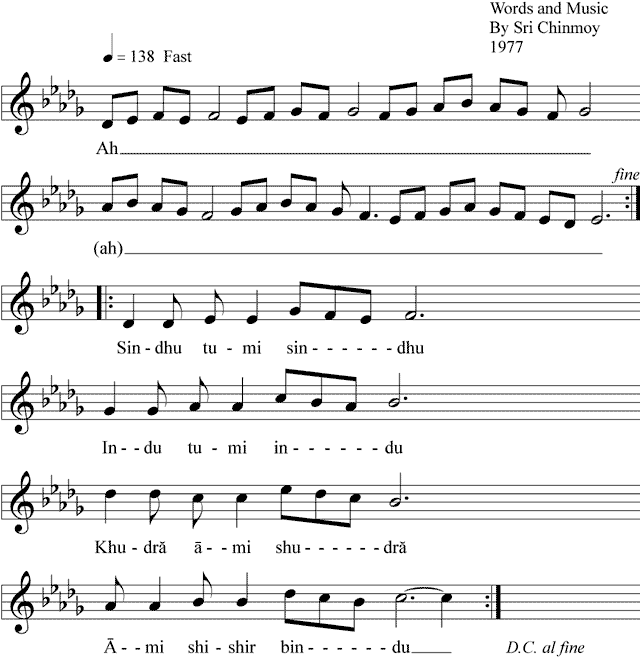 Words and Music
By Sri Chinmoy
1977
♩ = 138 Fast
Ah
fine
(ah)
Sin - dhu tu - mi sin - - - - - - dhu
In - - du tu - mi in - - - - - - du
Khu - dră ā - - mi shu - - - - - - dră
Ā - - mi shi - shir bin - - - - - - du
D.C. al fine